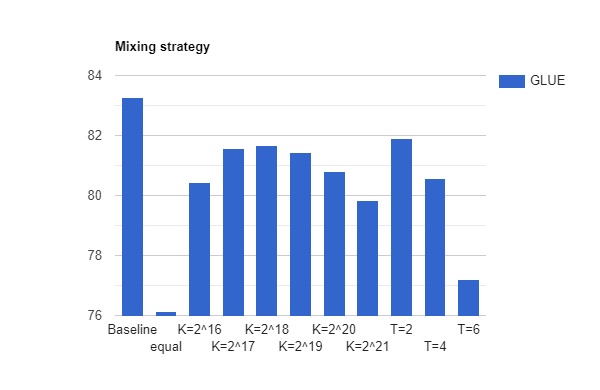 Mixing strategy
84
GLUE
82
80
78
76
Baseline K=2^16 K=2^18 K=2^20 T=2 T=6
equal K=2^17 K=2^19 K=2^21 T=4